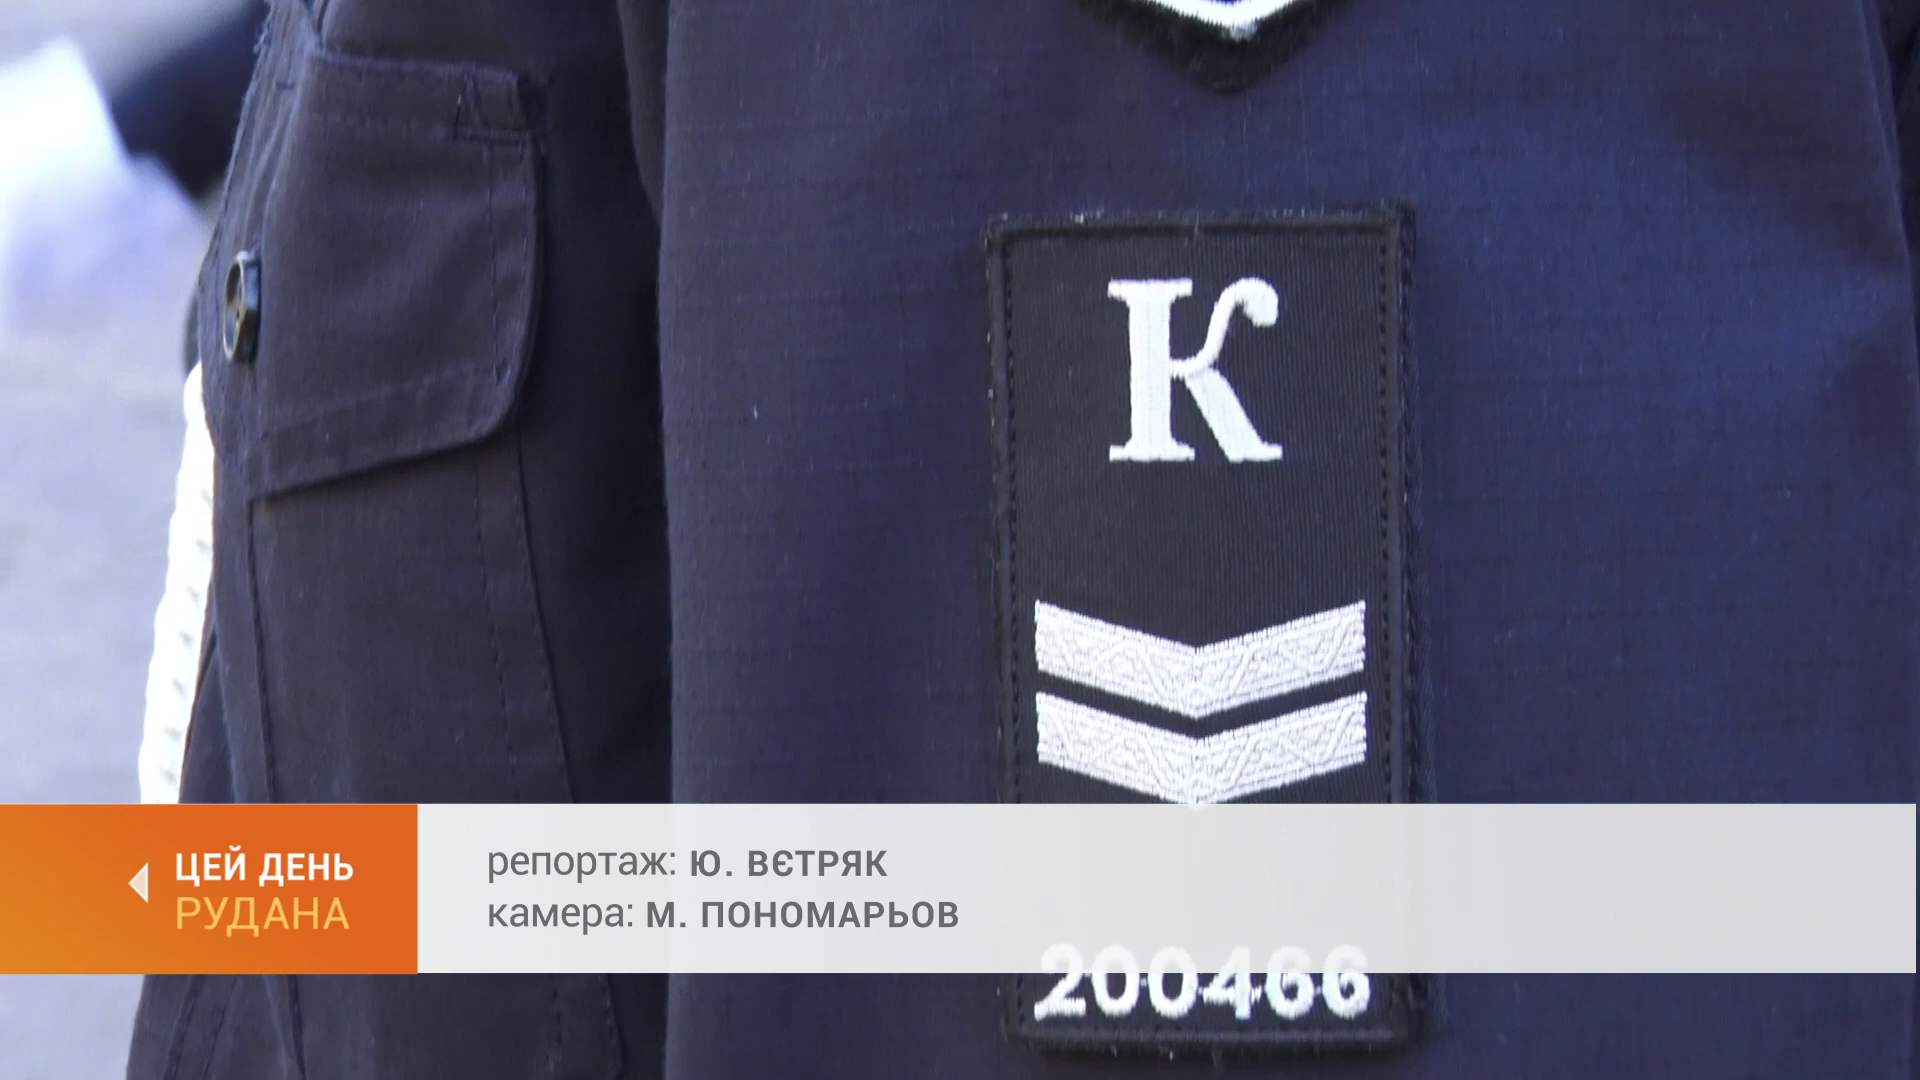 К
ЦЕЙ ДЕНЬ
РУДАНА
репортаж: Ю. ВЄТРЯК
камера: М. ПОНОМАРЬОВ
200466